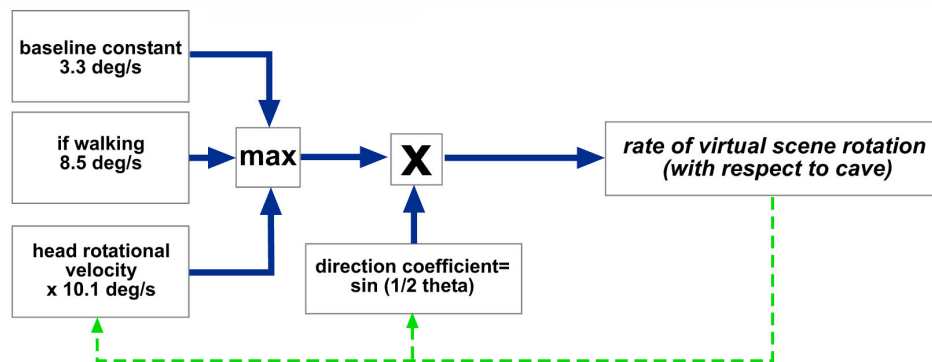 baseline constant
3.3 deg/s
if walking
8.5 deg/s
head rotational
velocity
x 10.1 deg/s
max
X
direction coefficient=
sin (1/2 theta)
rate of virtual scene rotation
(with respect to cave)